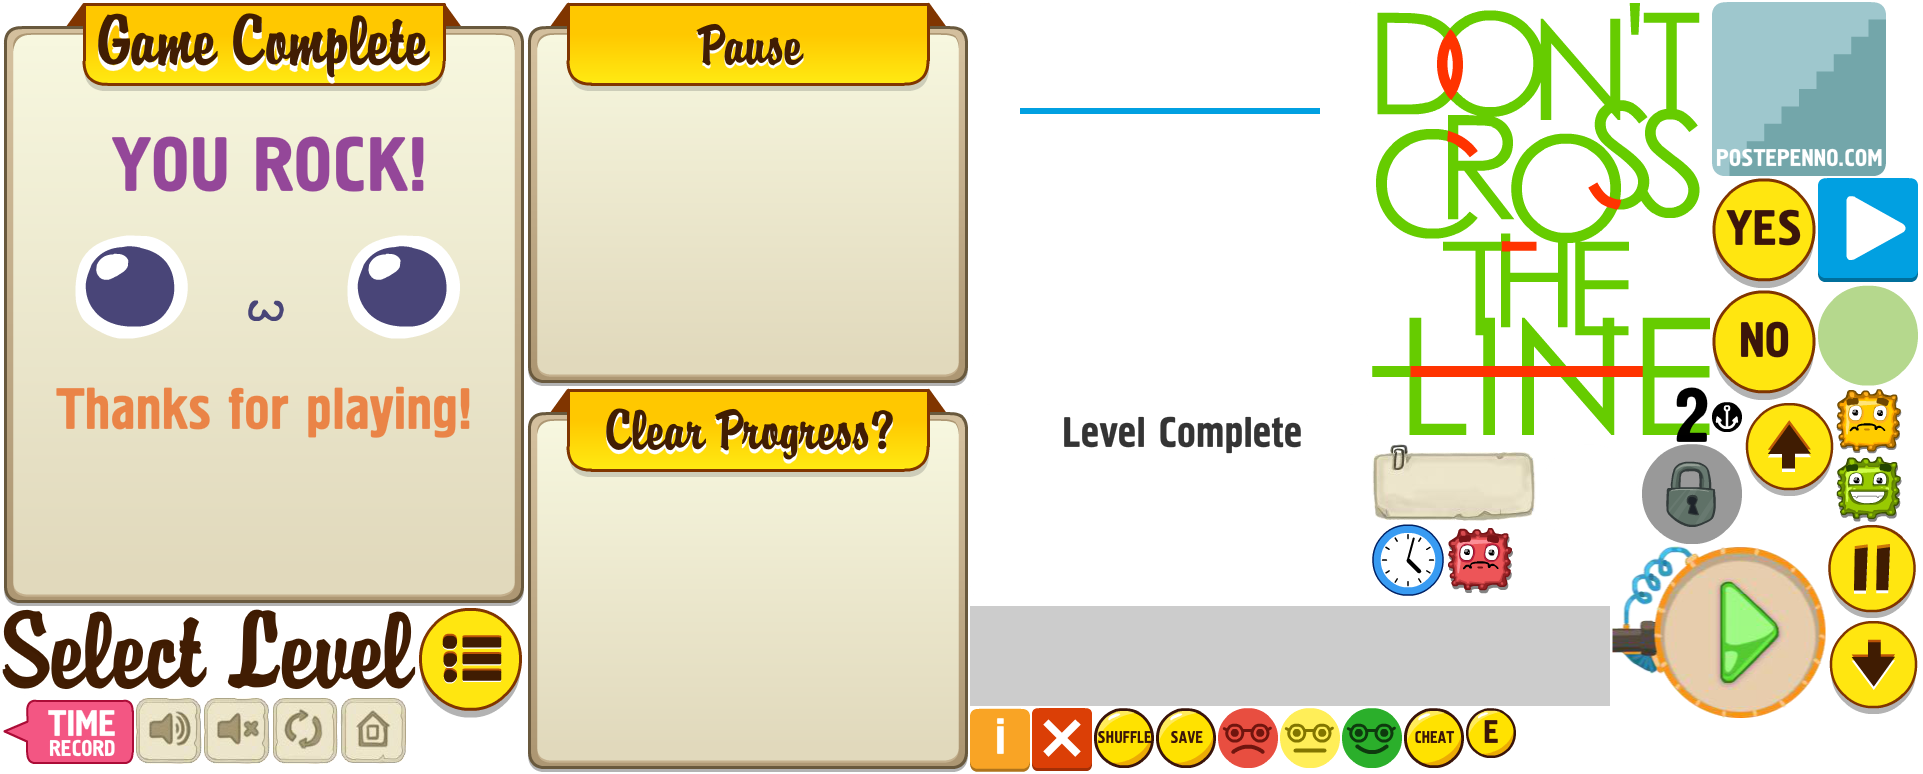 Game Complete
YOU ROCK!
ω
Thanks for playing!
Select Level
TIME
RECORD
Pause
Clear Progress?
Level Complete
DON'T
CROSS
THE
LINE
2
POSTEPENNO.COM
YES
NO
i
SHUFFLE
SAVE
CHEAT
E